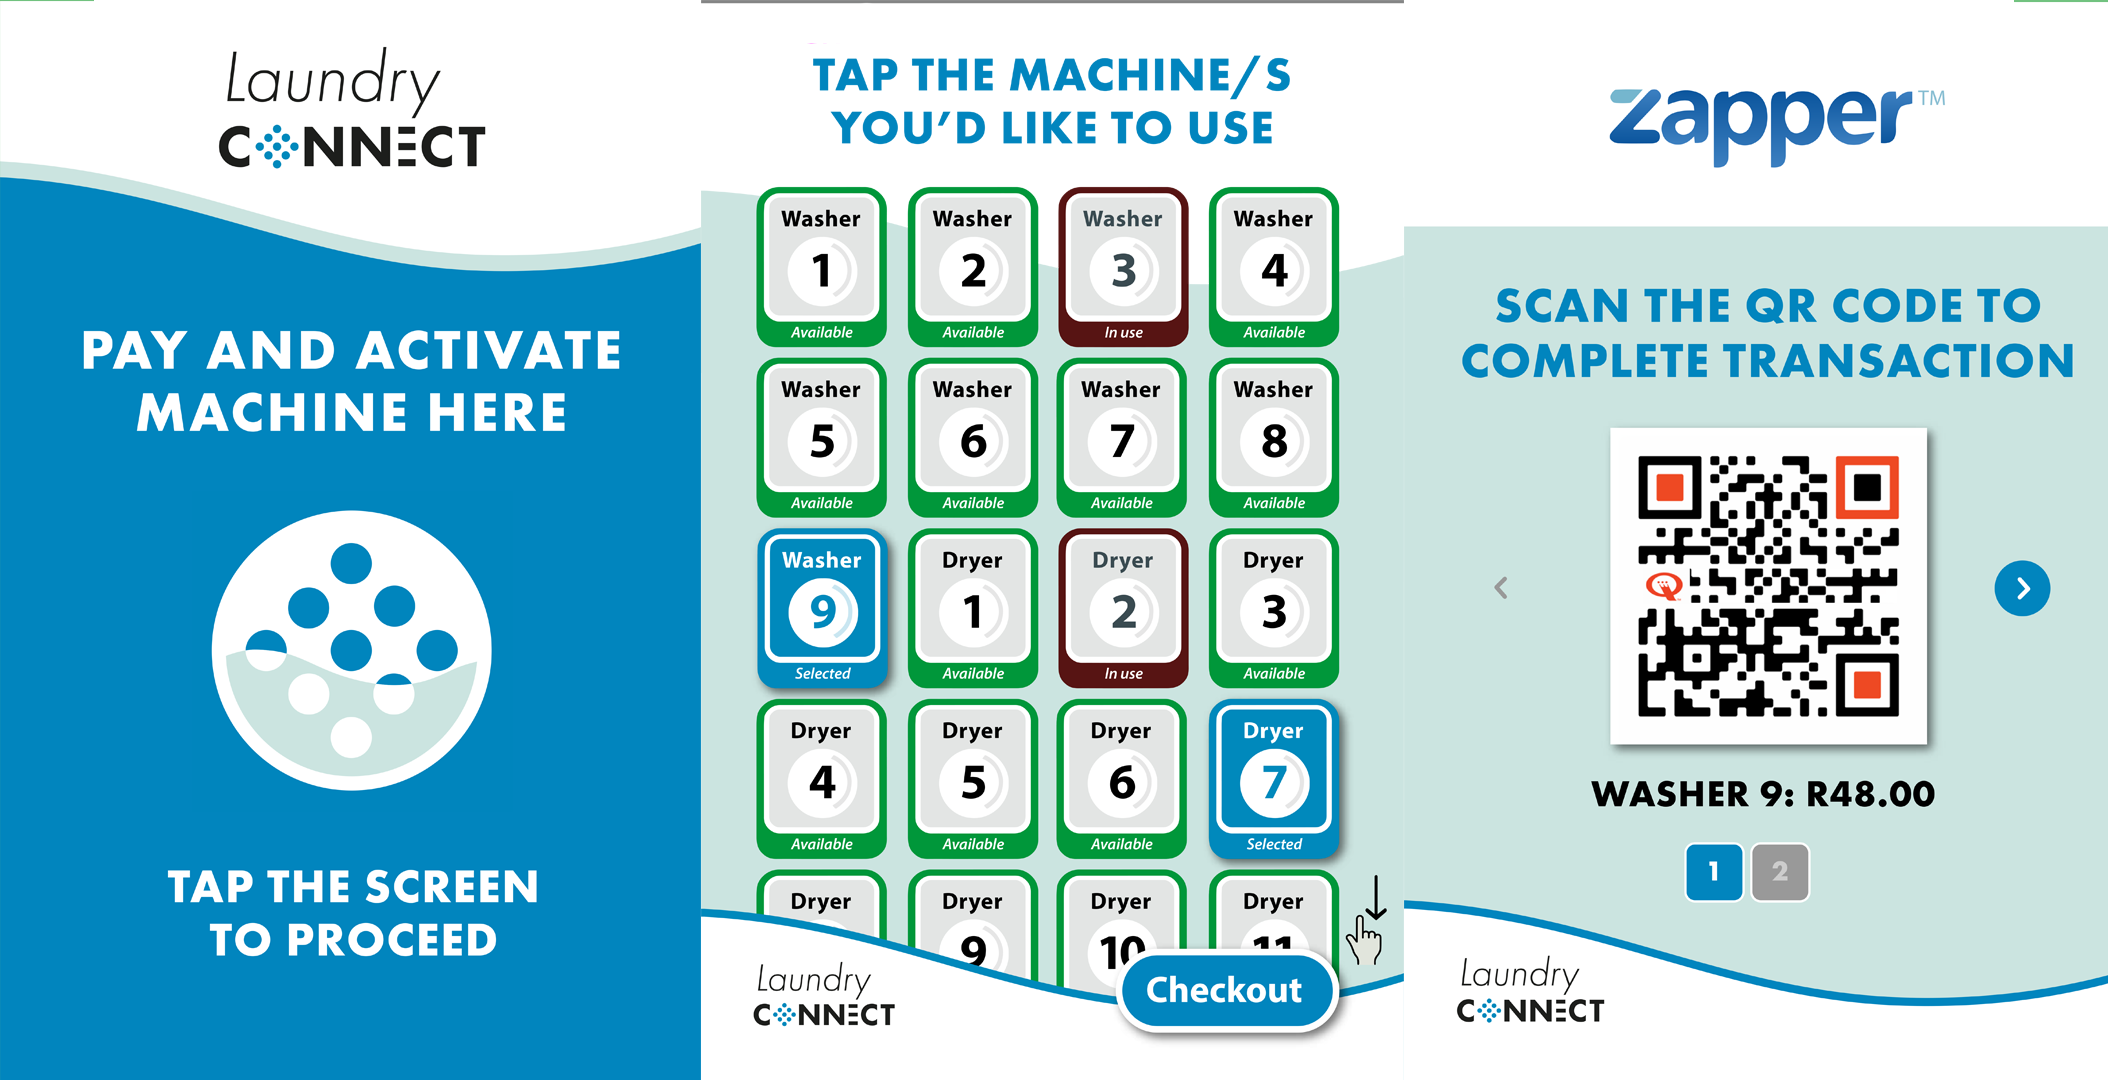 Laundry
CONNECT
PAY AND ACTIVATE
MACHINE HERE
TAP THE SCREEN
TO PROCEED
TAP THE MACHINE/S
YOU'D LIKE TO USE
Washer
1
Available
Washer
2
Available
Washer
3
In use
Washer
4
Available
Washer
5
Available
Washer
6
Available
Washer
7
Available
Washer
8
Available
Washer
9
Selected
Dryer
1
Available
Dryer
2
In use
Dryer
3
Available
Dryer
4
Available
Dryer
5
Available
Dryer
6
Available
Dryer
7
Selected
Dryer
Dryer
9
Dryer
10
Dryer
11
Checkout
Laundry
CONNECT
zapper™
SCAN THE QR CODE TO
COMPLETE TRANSACTION
WASHER 9: R48.00
1 2
Laundry
CONNECT